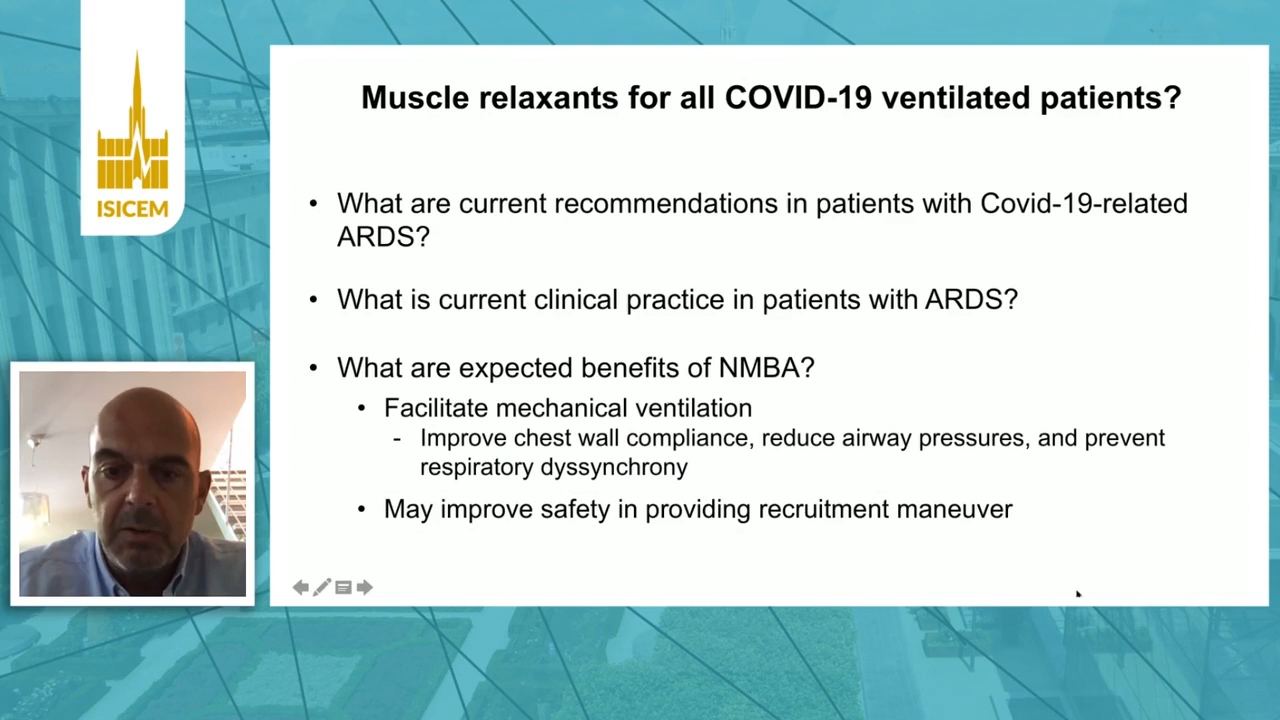 ISICEM
Muscle relaxants for all COVID-19 ventilated patients?
• What are current recommendations in patients with Covid-19-related
ARDS?
• What is current clinical practice in patients with ARDS?
• What are expected benefits of NMBA?
• Facilitate mechanical ventilation
- Improve chest wall compliance, reduce airway pressures, and prevent
respiratory dyssynchrony
• May improve safety in providing recruitment maneuver